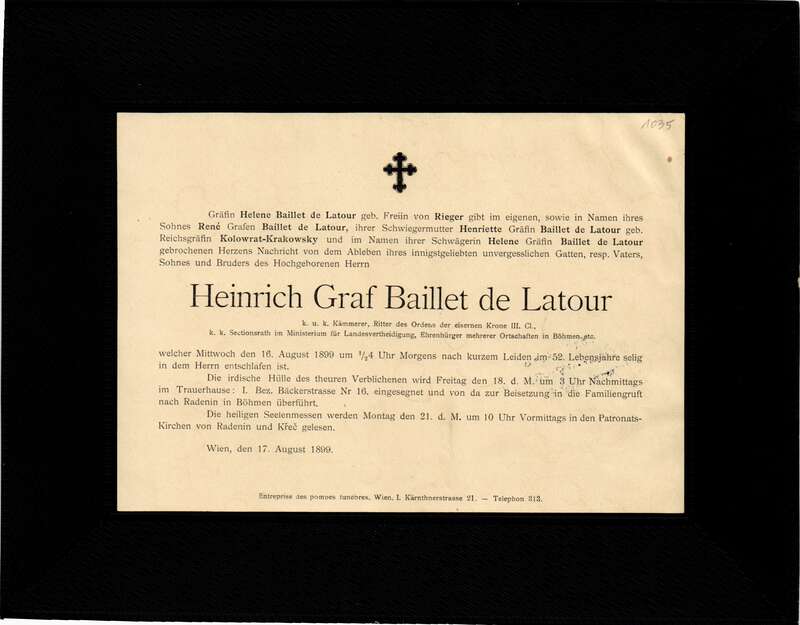 1035
Gräfin Helene Baillet de Latour geb. Freiin von Rieger gibt im eigenen, sowie in Namen ihres
Sohnes René Grafen Baillet de Latour, ihrer Schwiegermutter Henriette Gräfin Baillet de Latour geb.
Reichsgräfin Kolowrat-Krakowsky und im Namen ihrer Schwägerin Helene Gräfin Baillet de Latour
gebrochenen Herzens Nachricht von dem Ableben ihres innigstgeliebten unvergesslichen Gatten, resp. Vaters,
Sohnes und Bruders des Hochgeborenen Herrn
Heinrich Graf Baillet de Latour
k. u. k. Kämmerer, Ritter des Ordens der eisernen Krone III. Cl.,
k. k. Sectionsrath im Ministerium für Landesvertheidigung, Ehrenbürger mehrerer Ortschaften in Böhmen, etc.
welcher Mittwoch den 16. August 1899 um 1/24 Uhr Morgens nach kurzem Leiden im 52. Lebensjahre selig
in dem Herrn entschlafen ist.
Die irdische Hülle des theuren Verblichenen wird Freitag den 18. d. M. um 3 Uhr Nachmittags
im Trauerhause: I. Bez. Bäckerstrasse Nr 16, eingesegnet und von da zur Beisetzung in die Familiengruft
nach Radenin in Böhmen überführt.
Die heiligen Seelenmessen werden Montag den 21. d. M. um 10 Uhr Vormittags in den Patronats-
Kirchen von Radenin und Křeč gelesen.
Wien, den 17. August 1899.
Entreprise des pompes funebres, Wien, I. Kärnthnerstrasse 21. — Telephon 313.